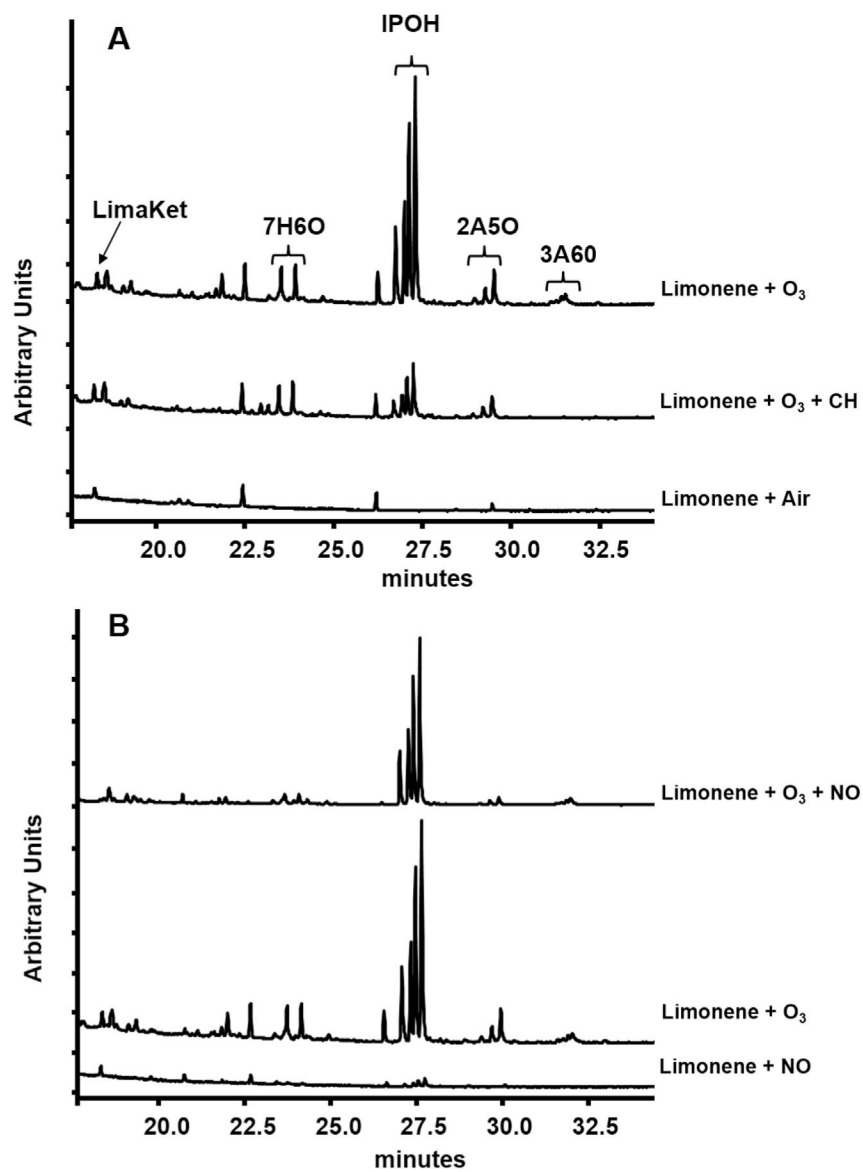 A
IPOH
LimaKet
7H6O
2A5O
3A60
Arbitrary Units
Limonene + O3
Limonene + O3 + CH
Limonene + Air
20.0 22.5 25.0 27.5 30.0 32.5
minutes
B
Arbitrary Units
Limonene + O3 + NO
Arbitrary Units
Limonene + O3
Limonene + NO
20.0 22.5 25.0 27.5 30.0 32.5
minutes